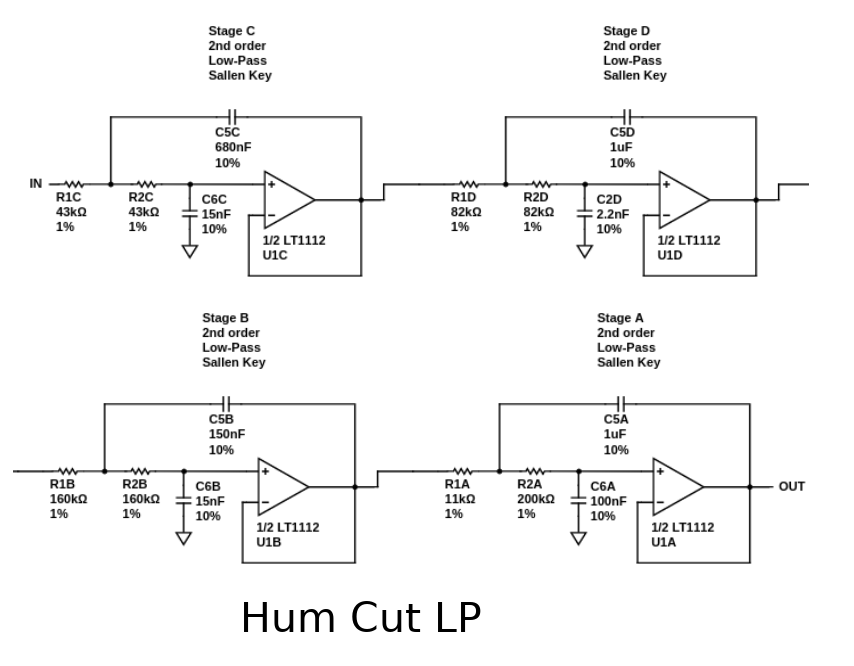 Stage C
2nd order
Low-Pass
Sallen Key
Stage D
2nd order
Low-Pass
Sallen Key
C5C
680nF
10%
C5D
1uF
10%
IN
R1C
43kΩ
1%
R2C
43kΩ
1%
C6C
15nF
10%
+
−
1/2 LT1112
U1C
R1D
82kΩ
1%
R2D
82kΩ
1%
C2D
2.2nF
10%
+
−
1/2 LT1112
U1D
Stage B
2nd order
Low-Pass
Sallen Key
Stage A
2nd order
Low-Pass
Sallen Key
C5B
150nF
10%
C5A
1uF
10%
R1B
160kΩ
1%
R2B
160kΩ
1%
C6B
15nF
10%
+
−
1/2 LT1112
U1B
R1A
11kΩ
1%
R2A
200kΩ
1%
C6A
100nF
10%
+
−
1/2 LT1112
U1A
OUT
Hum Cut LP